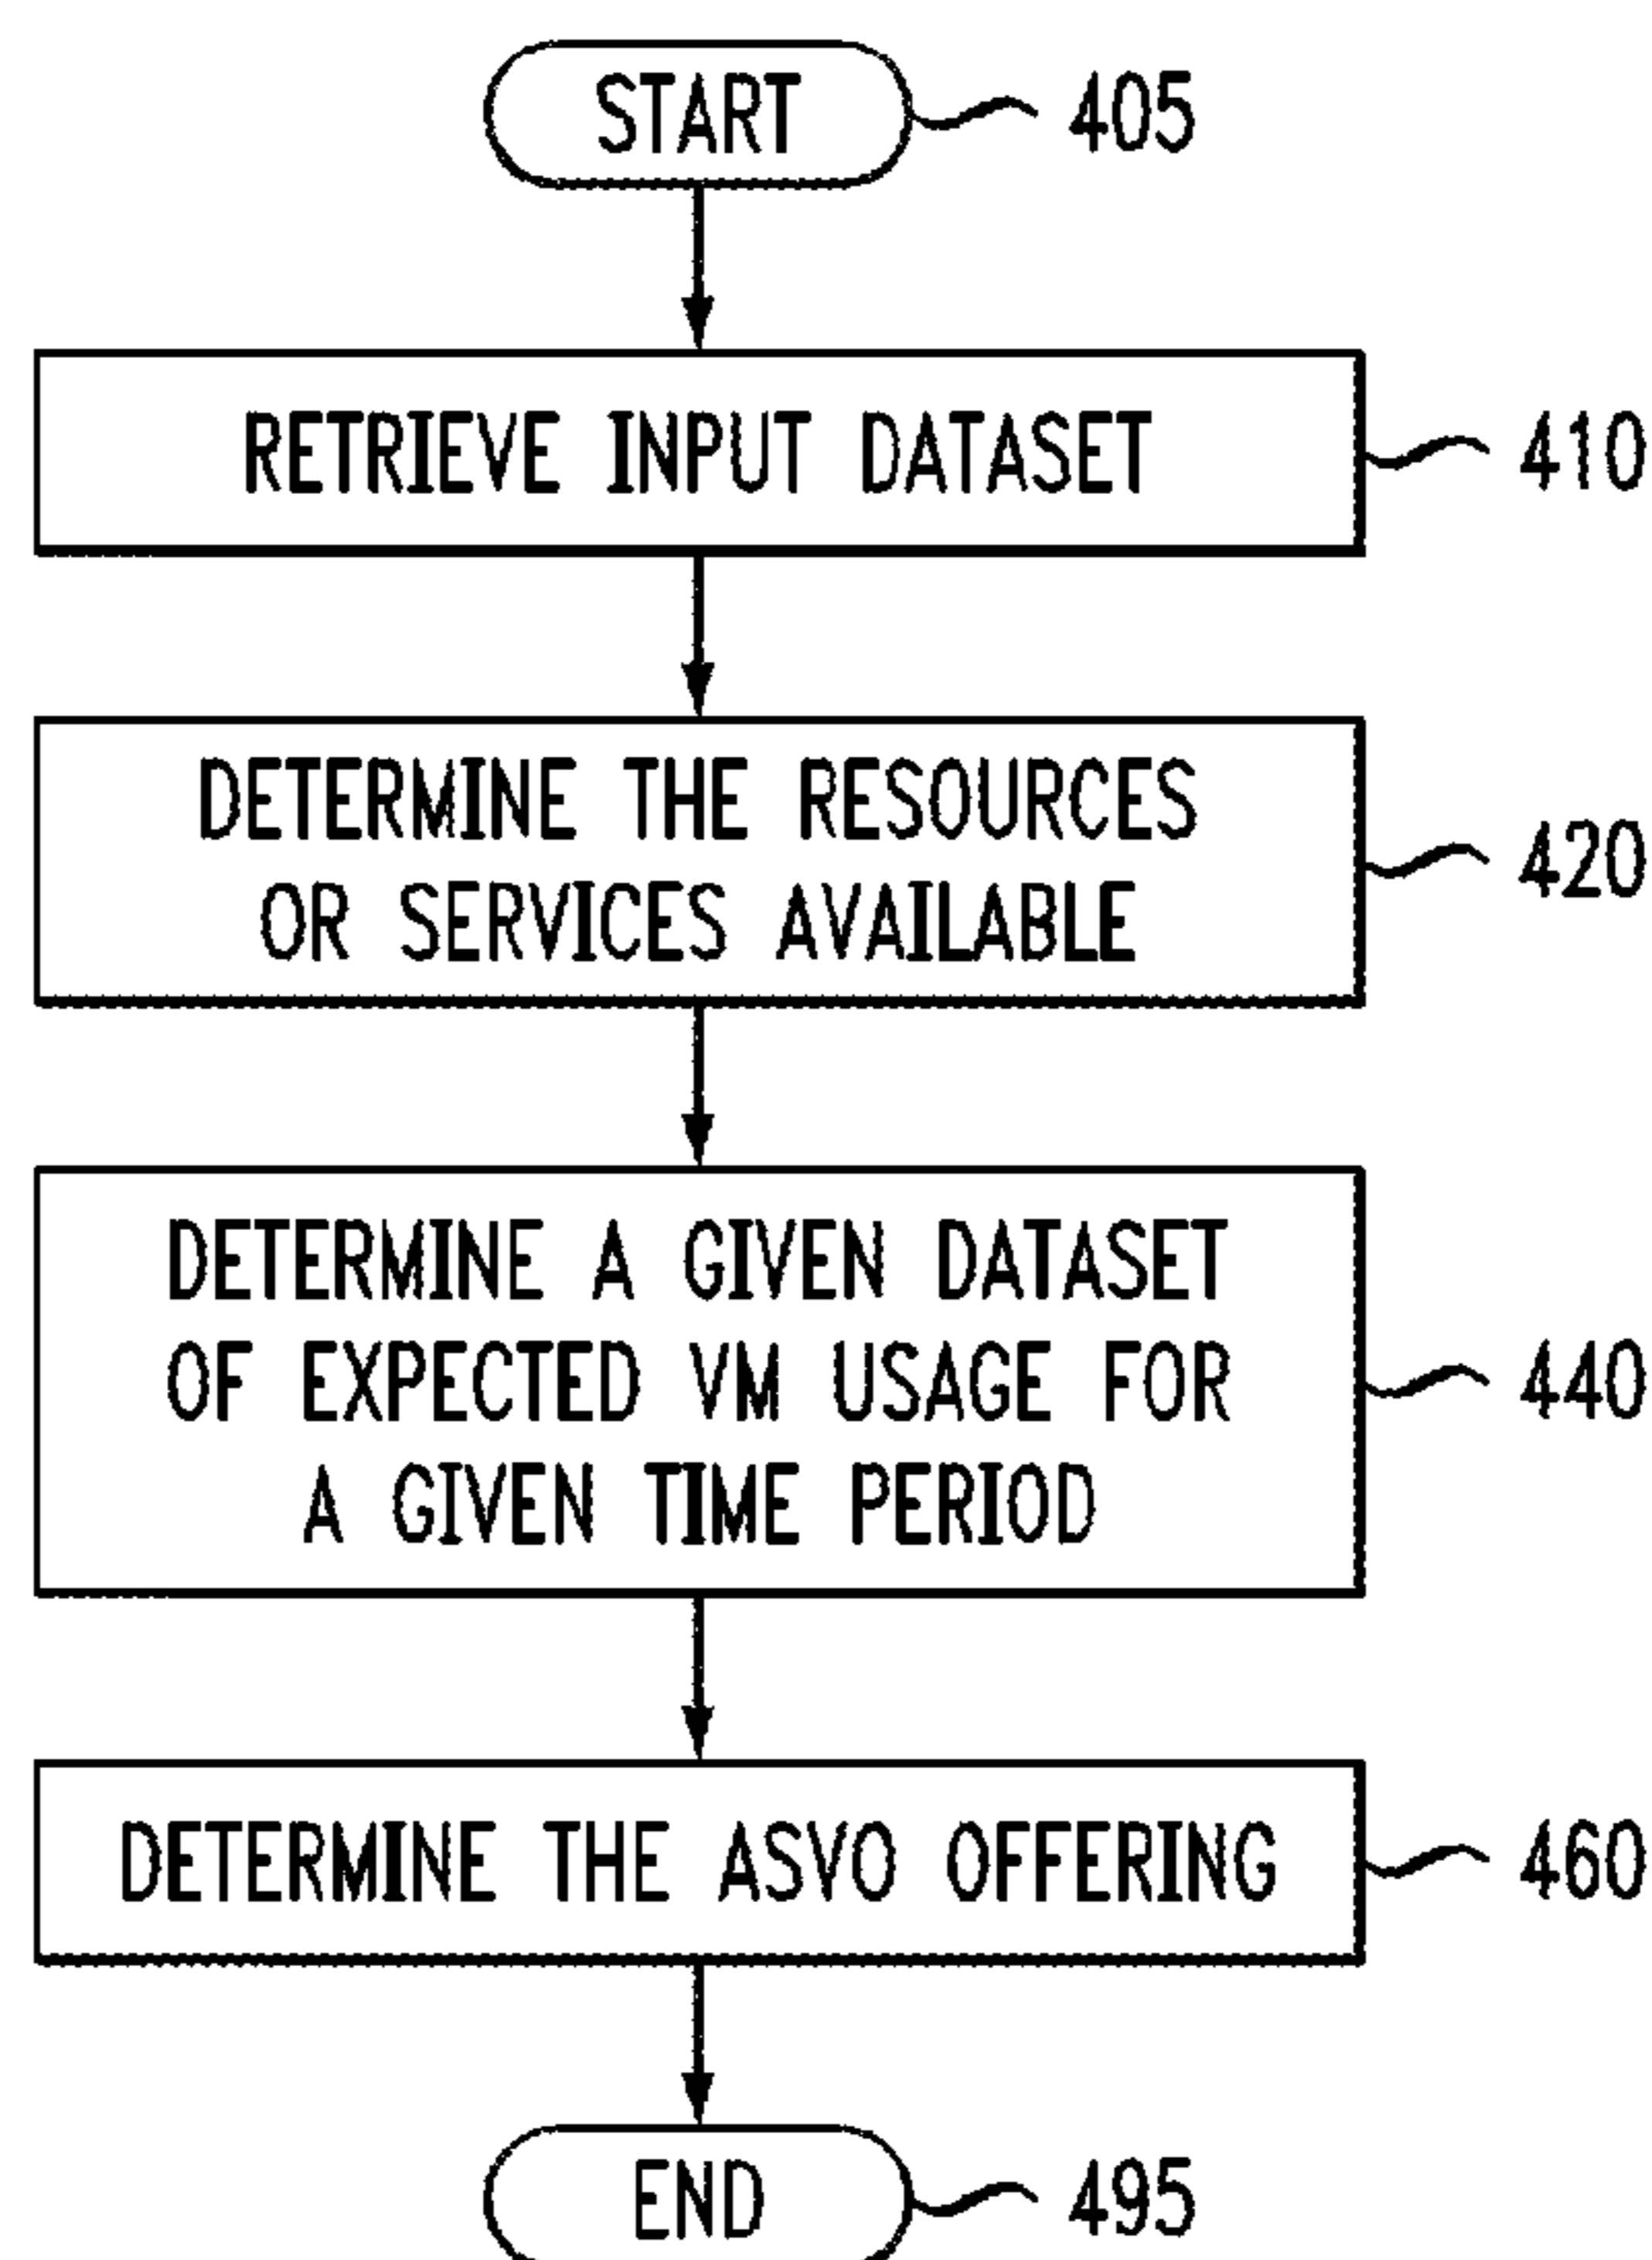 START
405
RETRIEVE INPUT DATASET
410
DETERMINE THE RESOURCES
OR SERVICES AVAILABLE
420
DETERMINE A GIVEN DATASET
OF EXPECTED VM USAGE FOR
A GIVEN TIME PERIOD
440
DETERMINE THE ASVO OFFERING
460
END
495